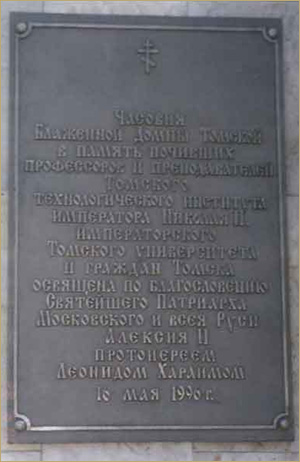 Часовня
Блаженной Домны Томской
в память почивших
профессоров и преподавателей
Томского
технологического института
императора Николая II
императорского
Томского университета
и граждан Томска
освящена по благословению
Святейшего Патриарха
Московского и всея Руси
Алексия II
протоиереем
Леонидом Хараимом
16 мая 1996 г.